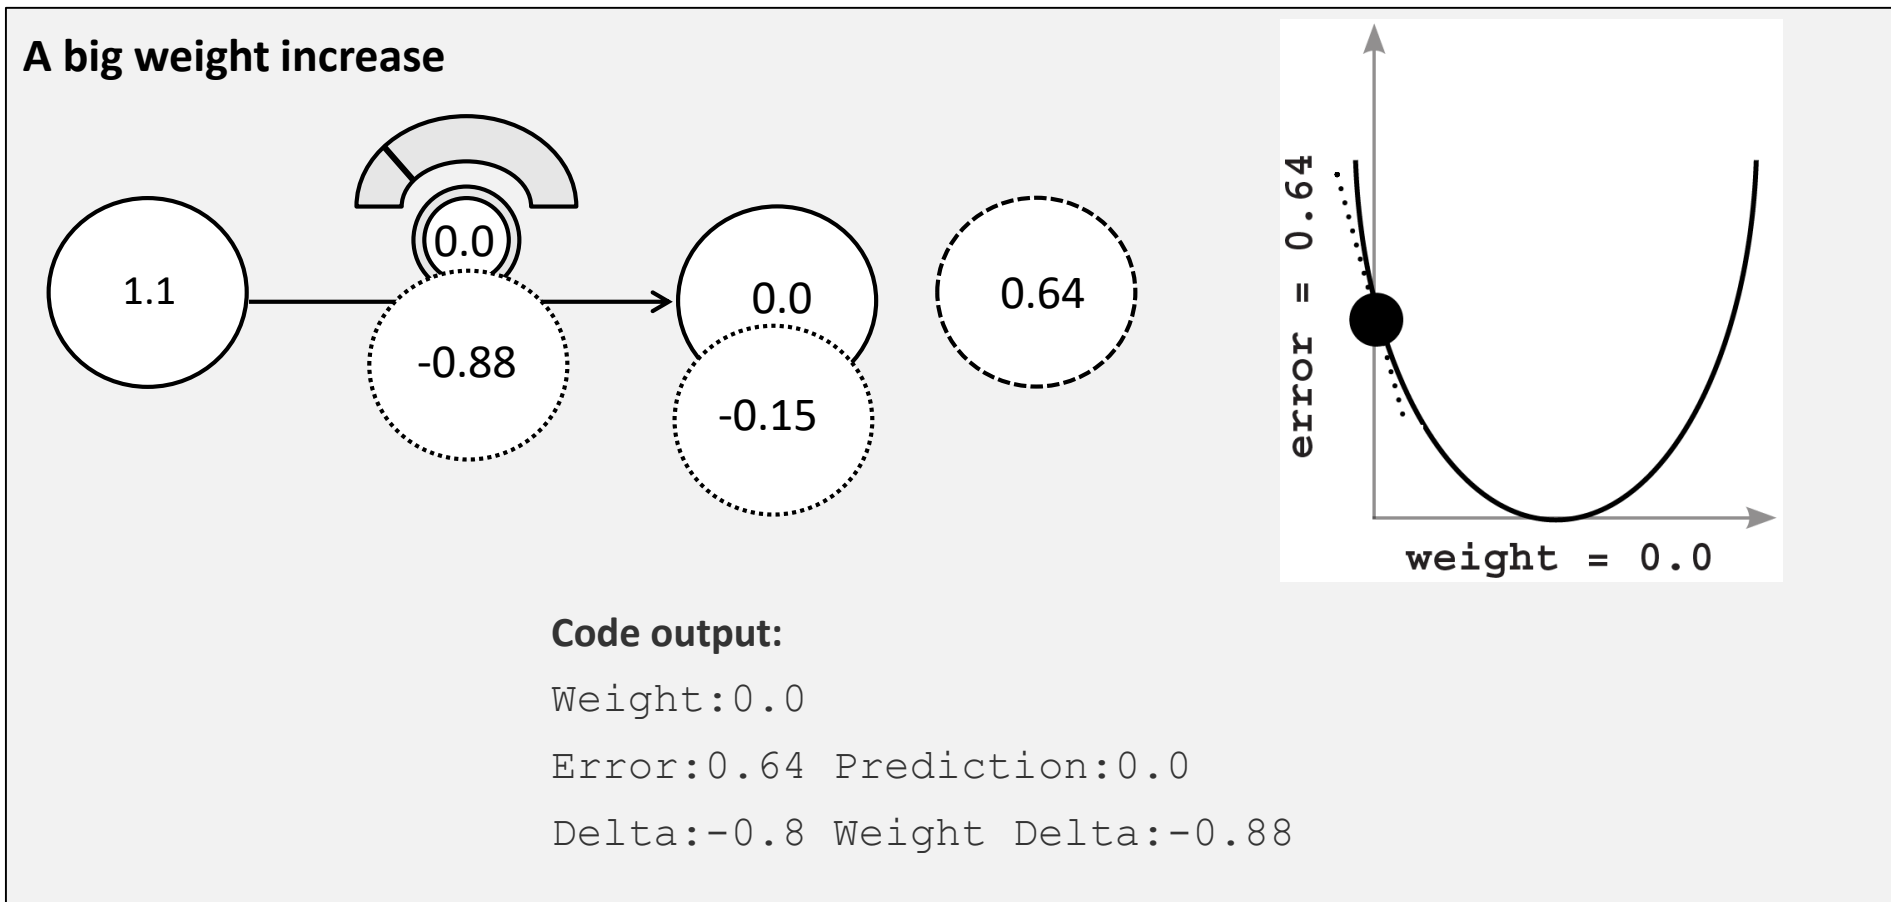 A big weight increase
1.1
0.0
-0.88
0.0
-0.15
0.64
error = 0.64
weight = 0.0
Code output:
Weight:0.0
Error:0.64 Prediction:0.0
Delta:-0.8 Weight Delta:-0.88